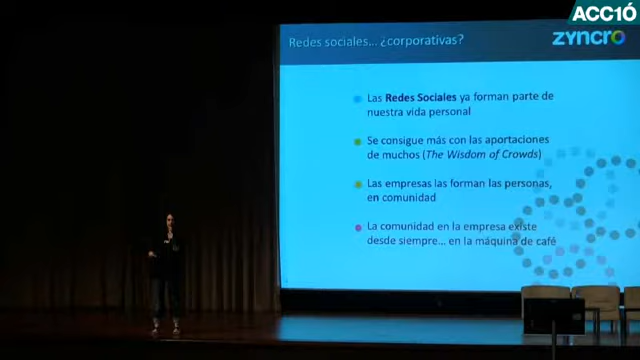 ACC1Ó
Redes sociales... ¿corporativas?
zyncro
Las Redes Sociales ya forman parte de
nuestra vida personal
Se consigue más con las aportaciones
de muchos (The Wisdom of Crowds)
Las empresas las forman las personas,
en comunidad
La comunidad en la empresa existe
desde siempre... en la máquina de café